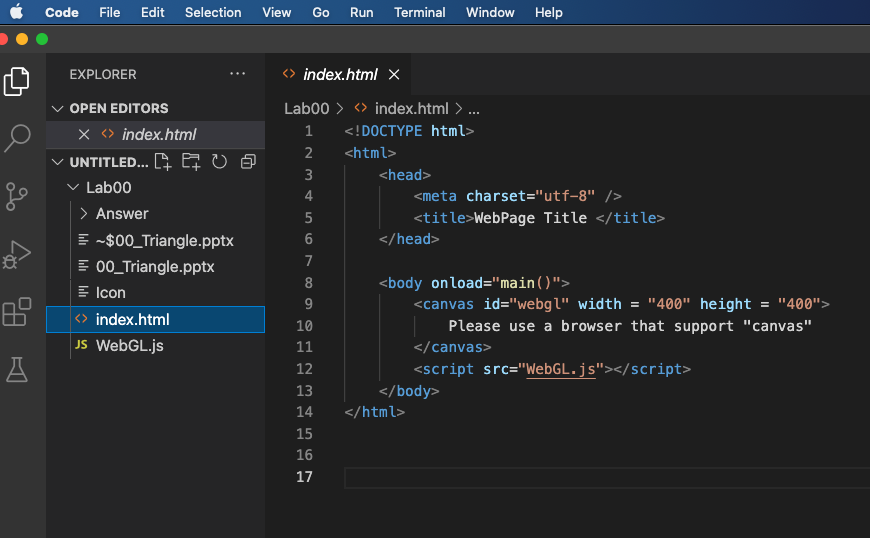 Code File Edit Selection View Go Run Terminal Window Help
EXPLORER ...
OPEN EDITORS
index.html
UNTITLED...
Lab00
Answer
~$00_Triangle.pptx
00_Triangle.pptx
Icon
index.html
JS WebGL.js
index.html
Lab00 > index.html > ...
1 <!DOCTYPE html>
2 <html>
3 <head>
4 <meta charset="utf-8" />
5 <title>WebPage Title </title>
6 </head>
7
8 <body onload="main()">
9 <canvas id="webgl" width = "400" height = "400">
10 Please use a browser that support "canvas"
11 </canvas>
12 <script src="WebGL.js"></script>
13 </body>
14 </html>
15
16
17